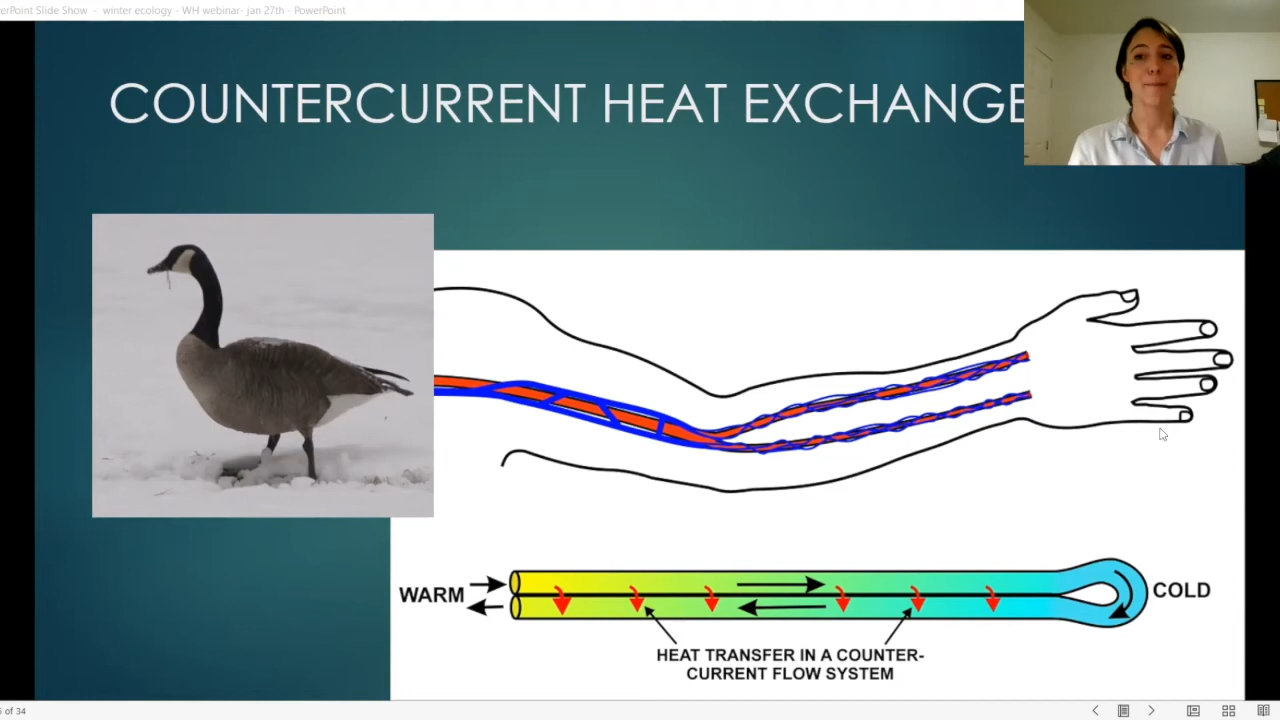 PowerPoint Slide Show - winter ecology - WH webinar- jan 27th - PowerPoint
COUNTERCURRENT HEAT EXCHANGE
WARM
COLD
HEAT TRANSFER IN A COUNTER-
CURRENT FLOW SYSTEM
of 34